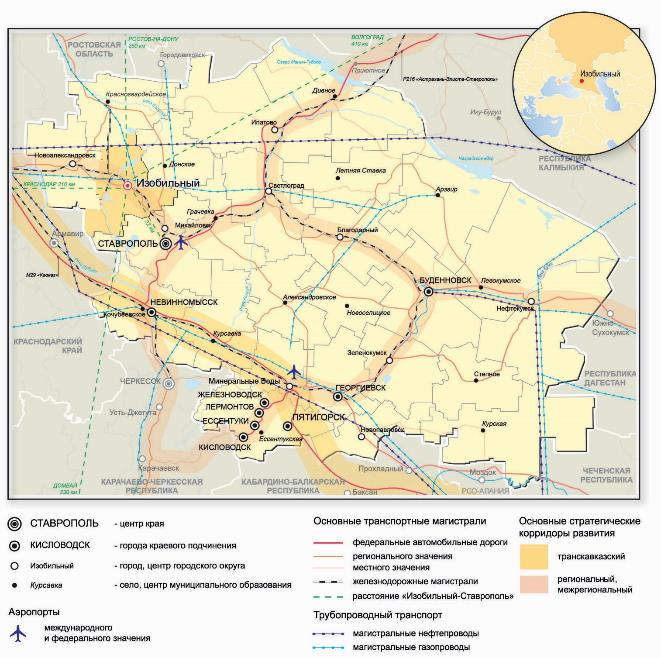 РОСТОВСКАЯ
ОБЛАСТЬ
РОСТОВ-НА-ДОНУ
250 км
Городовиковск
ВОЛГОГРАД
410 км
Приютное
Р216 «Астрахань-Элиста-Ставрополь»
Дивное
Красногвардейское
Изобильный
Ики-Бурул
Ипатово
Новоалександровск
Донское
РЕСПУБЛИКА
КАЛМЫКИЯ
Летняя Ставка
КРАСНОДАР 210 км
Изобильный
Светлоград
Арзгир
Грачевка
Михайловск
Армавир
СТАВРОПОЛЬ
Благодарный
М29 «Кавказ»
БУДЕННОВСК
Левокумское
НЕВИННОМЫССК
Александровское
Нефтекумск
Кочубеевское
Новоселицкое
Южно-
Сухокумск
Курсавка
КРАСНОДАРСКИЙ
КРАЙ
Зеленокумск
ЧЕРКЕССК
Минеральные Воды
Степное
РЕСПУБЛИКА
ДАГЕСТАН
ЖЕЛЕЗНОВОДСК
ГЕОРГИЕВСК
ЛЕРМОНТОВ
Усть-Джегута
ПЯТИГОРСК
ЕССЕНТУКИ
Новопавловск
Курская
Ессентукская
КИСЛОВОДСК
Карачаевск
Прохладный
Моздок
ЧЕЧЕНСКАЯ
РЕСПУБЛИКА
ДОМБАЙ
230 км
КАРАЧАЕВО-ЧЕРКЕССКАЯ
РЕСПУБЛИКА
КАБАРДИНО-БАЛКАРСКАЯ
РЕСПУБЛИКА
Баксан
РСО-АЛАНИЯ
СТАВРОПОЛЬ - центр края
КИСЛОВОДСК - города краевого подчинения
Изобильный - город, центр городского округа
Курсавка - село, центр муниципального образования
Аэропорты
международного
и федерального значения
Основные транспортные магистрали
федеральные автомобильные дороги
регионального значения
местного значения
железнодорожные магистрали
расстояние «Изобильный-Ставрополь»
Трубопроводный транспорт
магистральные нефтепроводы
магистральные газопроводы
Основные стратегические
корридоры развития
транскавказский
региональный,
межрегиональный